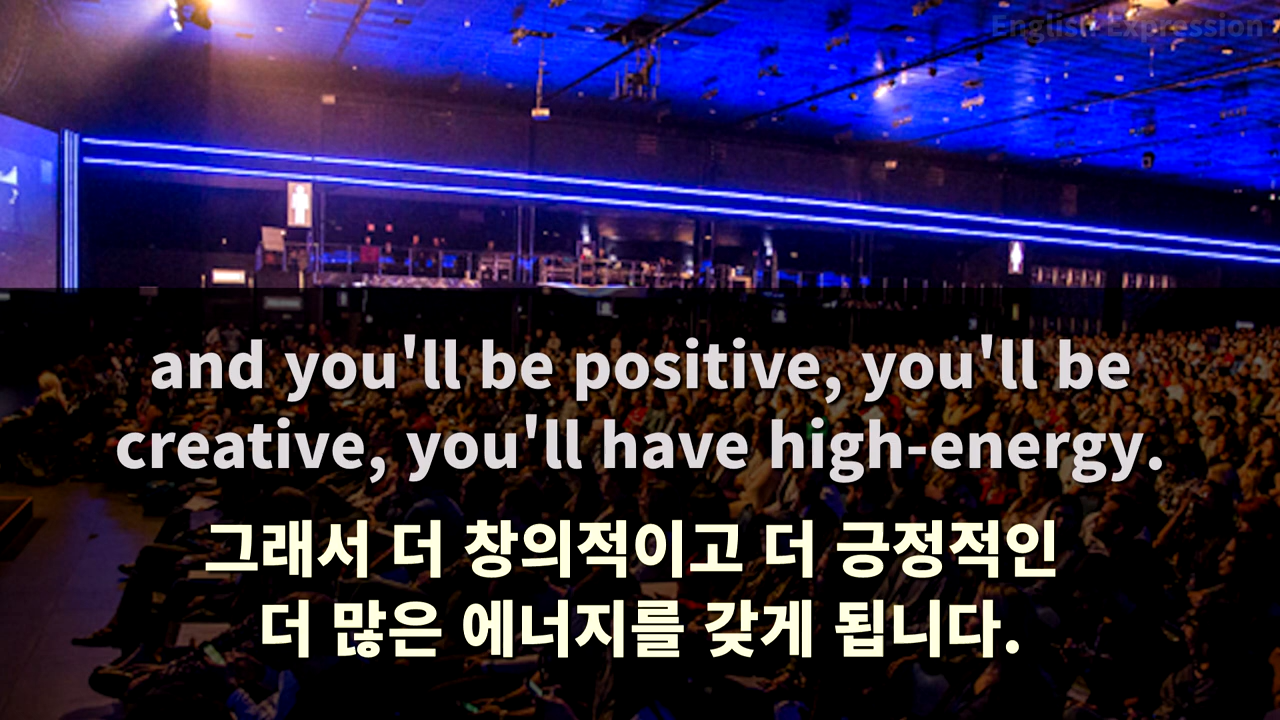 English Expression
and you'll be positive, you'll be
creative, you'll have high-energy.
그래서 더 창의적이고 더 긍정적인
더 많은 에너지를 갖게 됩니다.